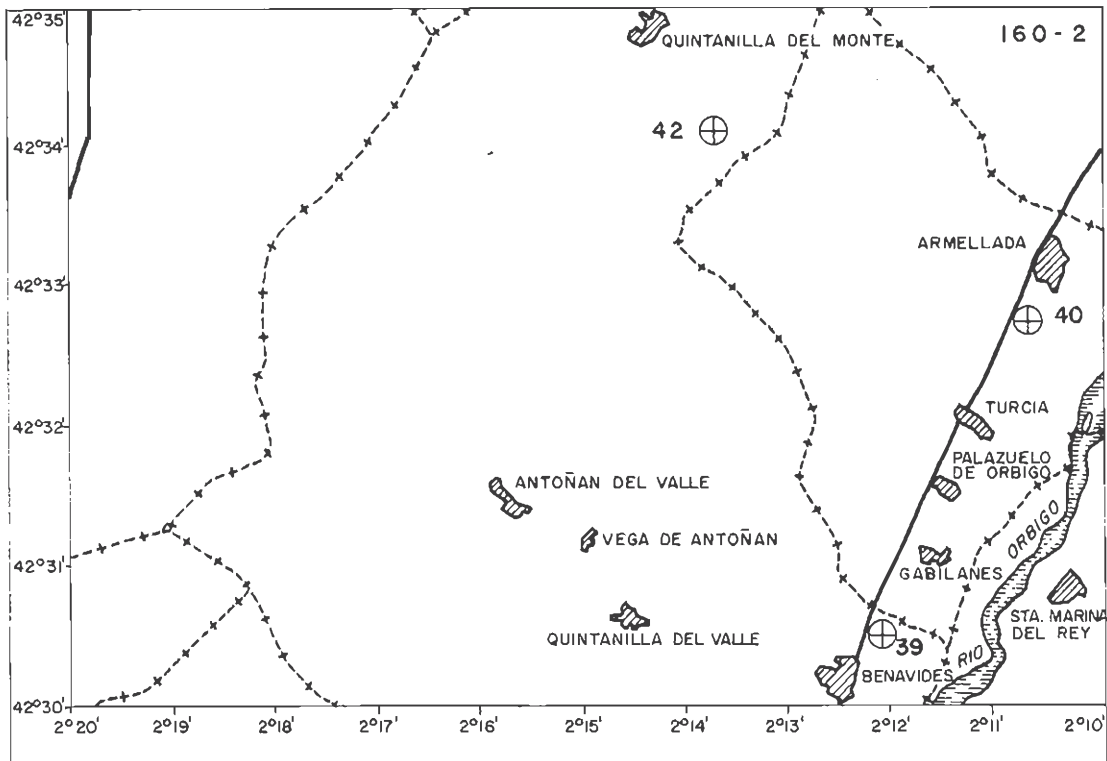 42°35'
QUINTANILLA DEL MONTE
160-2
42
42°34'
ARMELLADA
42°33'
40
TURCIA
42°32'
PALAZUELO
DE ORBIGO
ANTOÑAN DEL VALLE
VEGA DE ANTOÑAN
ORBIGO
42°31'
GABILANES
STA. MARINA
DEL REY
QUINTANILLA DEL VALLE
39
RIO
BENAVIDES
42°30'
2°20'
2°19'
2°18'
2°16'
2°15'
2°14'
2°13'
2°12'
2°11'
2°10'